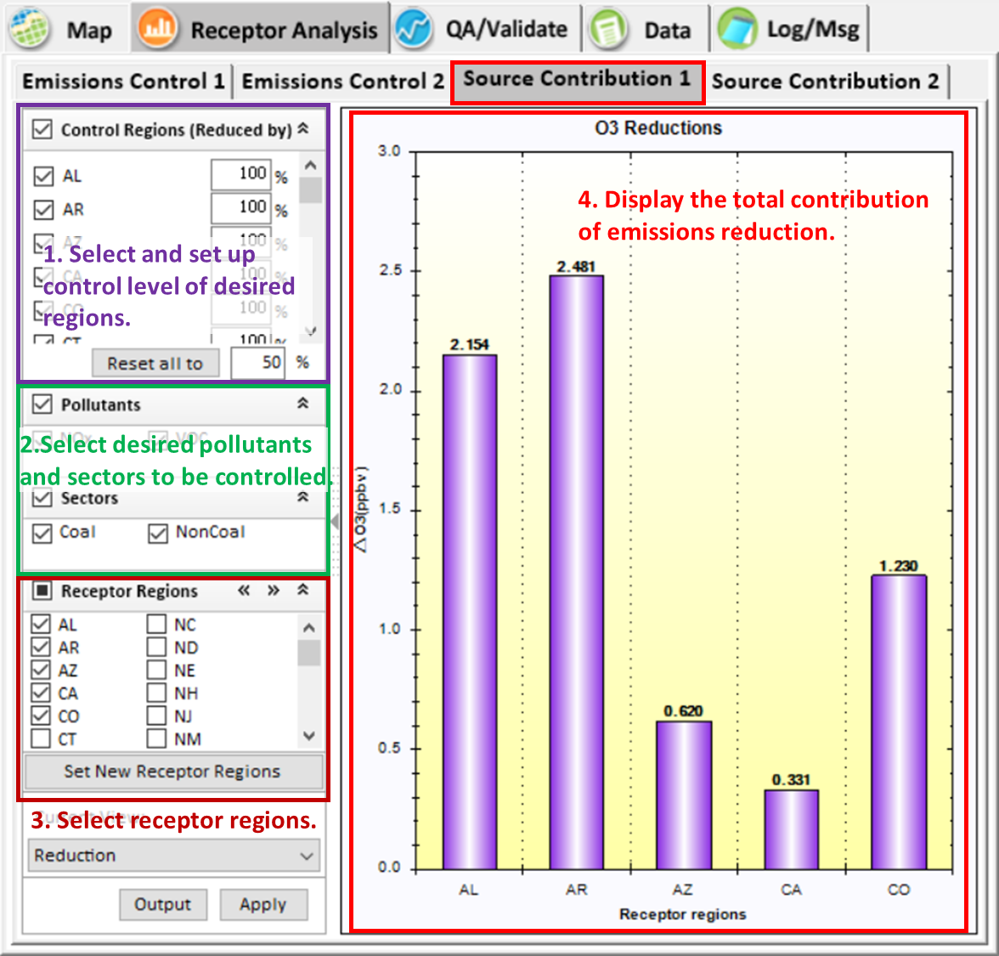 Map
Receptor Analysis
QA/Validate
Data
Log/Msg
Emissions Control 1
Emissions Control 2
Source Contribution 1
Source Contribution 2
Control Regions (Reduced by)
AL 100 %
AR 100 %
AZ 100 %
CA 100 %
CO 100 %
CT 100 %
1. Select and set up
control level of desired
regions.
Reset all to 50 %
Pollutants
NOx VOC
2.Select desired pollutants
and sectors to be controlled.
Sectors
Coal NonCoal
Receptor Regions « »
AL NC
AR ND
AZ NE
CA NH
CO NJ
CT NM
Set New Receptor Regions
Current View
3. Select receptor regions.
Reduction
Output Apply
O3 Reductions
4. Display the total contribution
of emissions reduction.
△O3(ppbv)
3.0
2.5
2.0
1.5
1.0
0.5
0.0
2.154
2.481
0.620
0.331
1.230
AL AR AZ CA CO
Receptor regions